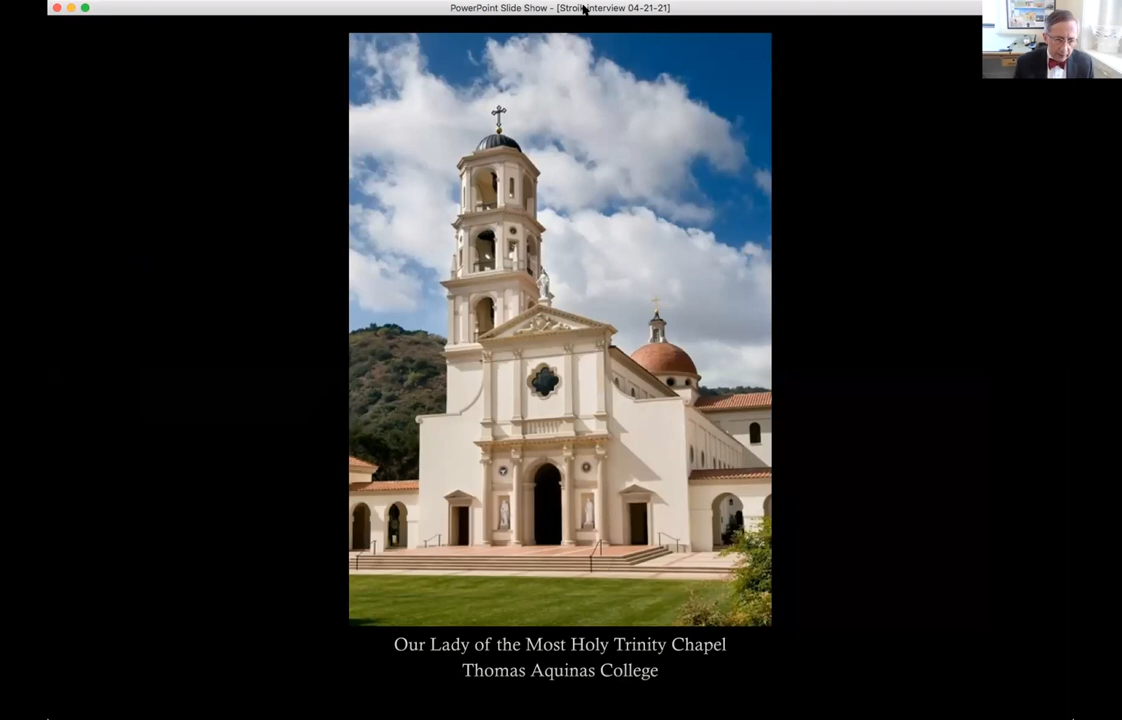 PowerPoint Slide Show - [Stroik Interview 04-21-21]
Our Lady of the Most Holy Trinity Chapel
Thomas Aquinas College